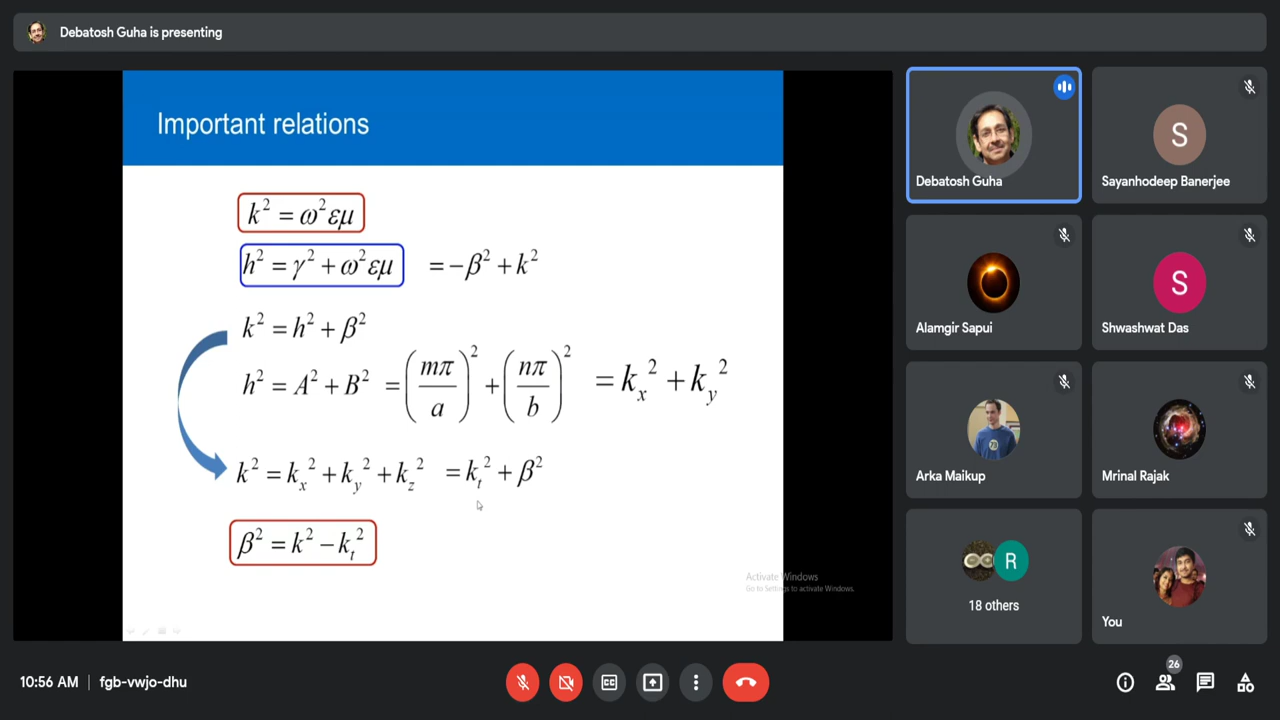 Debatosh Guha is presenting
Important relations
k² = ω²εμ
h² = γ² + ω²εμ = −β² + k²
k² = h² + β²
h² = A² + B² = (mπ/a)² + (nπ/b)² = kₓ² + k_y²
k² = kₓ² + k_y² + k_z² = kₜ² + β²
β² = k² − kₜ²
Activate Windows
Go to Settings to activate Windows.
Debatosh Guha
S
Sayanhodeep Banerjee
Alamgir Sapui
S
Shwashwat Das
Arka Maikup
Mrinal Rajak
R
18 others
You
10:56 AM | fgb-vwjo-dhu
CC
26